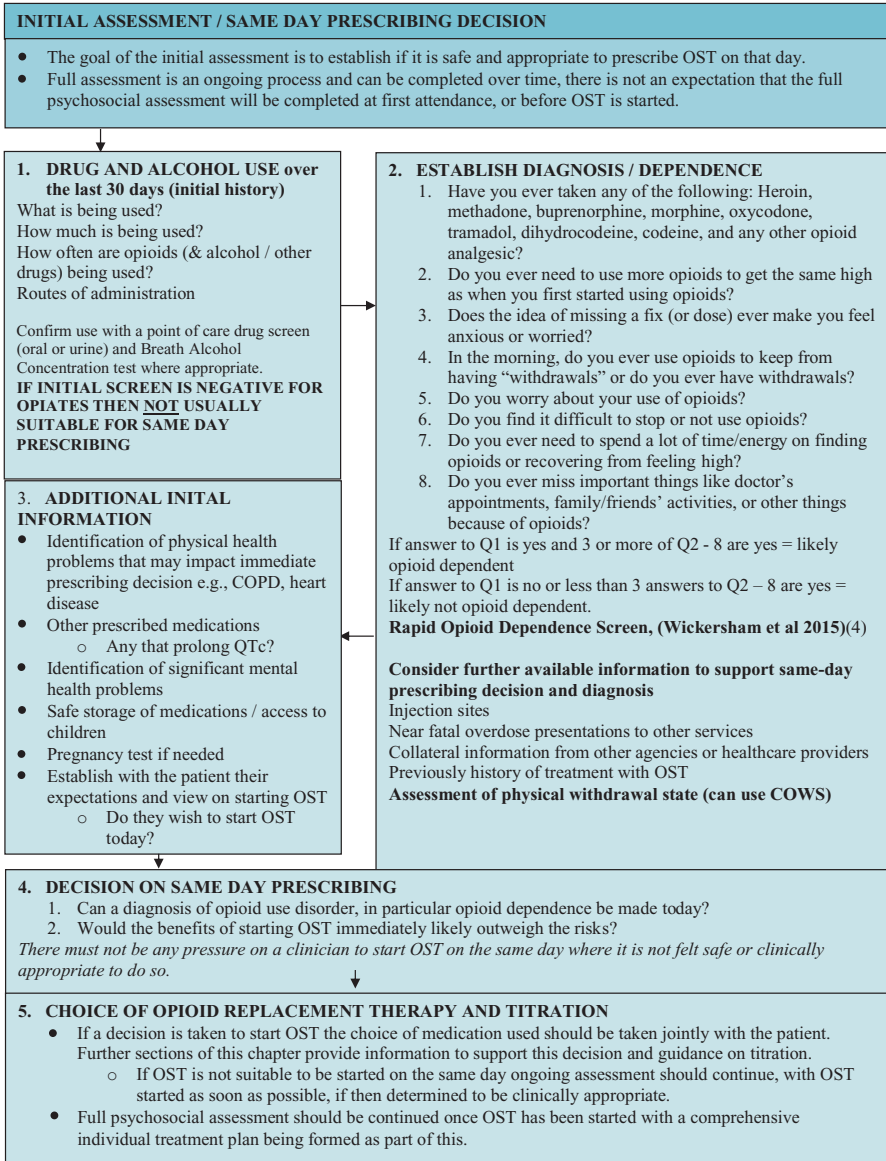 INITIAL ASSESSMENT / SAME DAY PRESCRIBING DECISION
● The goal of the initial assessment is to establish if it is safe and appropriate to prescribe OST on that day.
● Full assessment is an ongoing process and can be completed over time, there is not an expectation that the full
psychosocial assessment will be completed at first attendance, or before OST is started.
1. DRUG AND ALCOHOL USE over
the last 30 days (initial history)
What is being used?
How much is being used?
How often are opioids (& alcohol / other
drugs) being used?
Routes of administration
Confirm use with a point of care drug screen
(oral or urine) and Breath Alcohol
Concentration test where appropriate.
IF INITIAL SCREEN IS NEGATIVE FOR
OPIATES THEN NOT USUALLY
SUITABLE FOR SAME DAY
PRESCRIBING
2. ESTABLISH DIAGNOSIS / DEPENDENCE
1. Have you ever taken any of the following: Heroin,
methadone, buprenorphine, morphine, oxycodone,
tramadol, dihydrocodeine, codeine, and any other opioid
analgesic?
2. Do you ever need to use more opioids to get the same high
as when you first started using opioids?
3. Does the idea of missing a fix (or dose) ever make you feel
anxious or worried?
4. In the morning, do you ever use opioids to keep from
having “withdrawals” or do you ever have withdrawals?
5. Do you worry about your use of opioids?
6. Do you find it difficult to stop or not use opioids?
7. Do you ever need to spend a lot of time/energy on finding
opioids or recovering from feeling high?
8. Do you ever miss important things like doctor’s
appointments, family/friends’ activities, or other things
because of opioids?
If answer to Q1 is yes and 3 or more of Q2 - 8 are yes = likely
opioid dependent
If answer to Q1 is no or less than 3 answers to Q2 – 8 are yes =
likely not opioid dependent.
Rapid Opioid Dependence Screen, (Wickersham et al 2015)(4)
Consider further available information to support same-day
prescribing decision and diagnosis
Injection sites
Near fatal overdose presentations to other services
Collateral information from other agencies or healthcare providers
Previously history of treatment with OST
Assessment of physical withdrawal state (can use COWS)
3. ADDITIONAL INITAL
INFORMATION
● Identification of physical health
problems that may impact immediate
prescribing decision e.g., COPD, heart
disease
● Other prescribed medications
○ Any that prolong QTc?
● Identification of significant mental
health problems
● Safe storage of medications / access to
children
● Pregnancy test if needed
● Establish with the patient their
expectations and view on starting OST
○ Do they wish to start OST
today?
4. DECISION ON SAME DAY PRESCRIBING
1. Can a diagnosis of opioid use disorder, in particular opioid dependence be made today?
2. Would the benefits of starting OST immediately likely outweigh the risks?
There must not be any pressure on a clinician to start OST on the same day where it is not felt safe or clinically
appropriate to do so.
5. CHOICE OF OPIOID REPLACEMENT THERAPY AND TITRATION
● If a decision is taken to start OST the choice of medication used should be taken jointly with the patient.
Further sections of this chapter provide information to support this decision and guidance on titration.
○ If OST is not suitable to be started on the same day ongoing assessment should continue, with OST
started as soon as possible, if then determined to be clinically appropriate.
● Full psychosocial assessment should be continued once OST has been started with a comprehensive
individual treatment plan being formed as part of this.